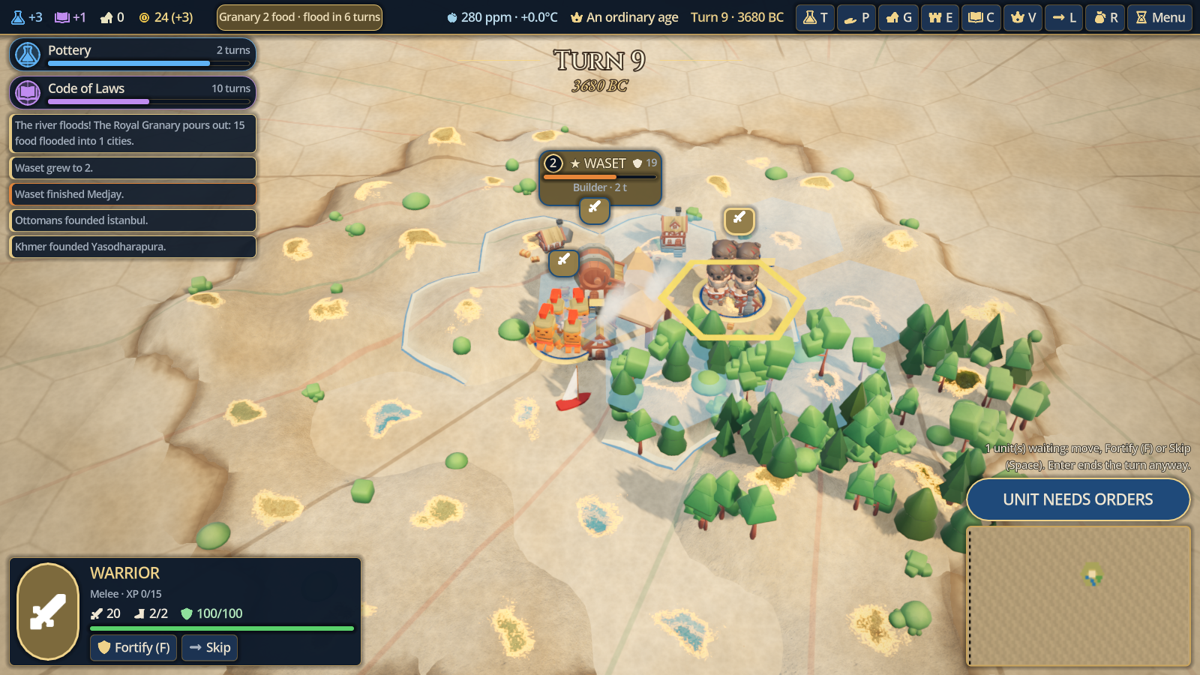 +3 +1 0 24 (+3) Granary 2 food · flood in 6 turns 280 ppm · +0.0°C An ordinary age Turn 9 · 3680 BC T P G E C V L R Menu
Pottery 2 turns
Code of Laws 10 turns
The river floods! The Royal Granary pours out: 15
food flooded into 1 cities.
Waset grew to 2.
Waset finished Medjay.
Ottomans founded İstanbul.
Khmer founded Yasodharapura.
TURN 9
3680 BC
2 ★ WASET 19
Builder · 2 t
1 unit(s) waiting: move, Fortify (F) or Skip
(Space). Enter ends the turn anyway.
UNIT NEEDS ORDERS
WARRIOR
Melee · XP 0/15
20 2/2 100/100
Fortify (F) Skip